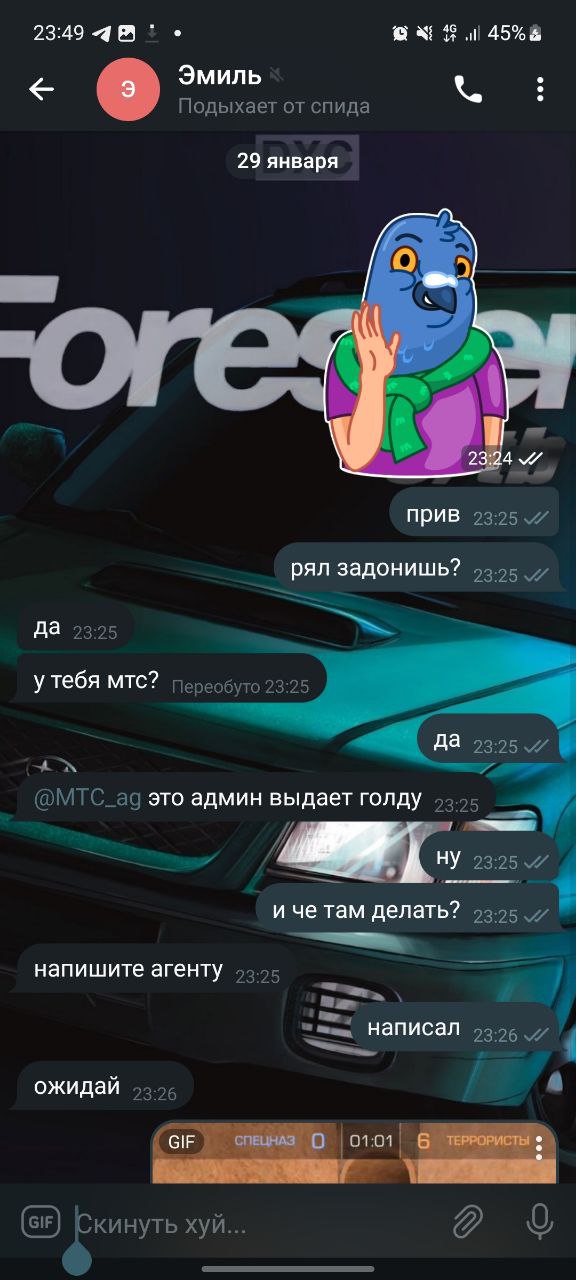 23:49
4G
45%
Э
Эмиль
Подыхает от спида
DYC
29 января
Forester
23:24
прив 23:25
рял задонишь? 23:25
да 23:25
у тебя мтс? Переобуто 23:25
да 23:25
@MTC_ag это админ выдает голду 23:25
ну 23:25
и че там делать? 23:25
напишите агенту 23:25
написал 23:26
ожидай 23:26
GIF СПЕЦНАЗ 0 01:01 6 ТЕРРОРИСТЫ
GIF Скинуть хуй...